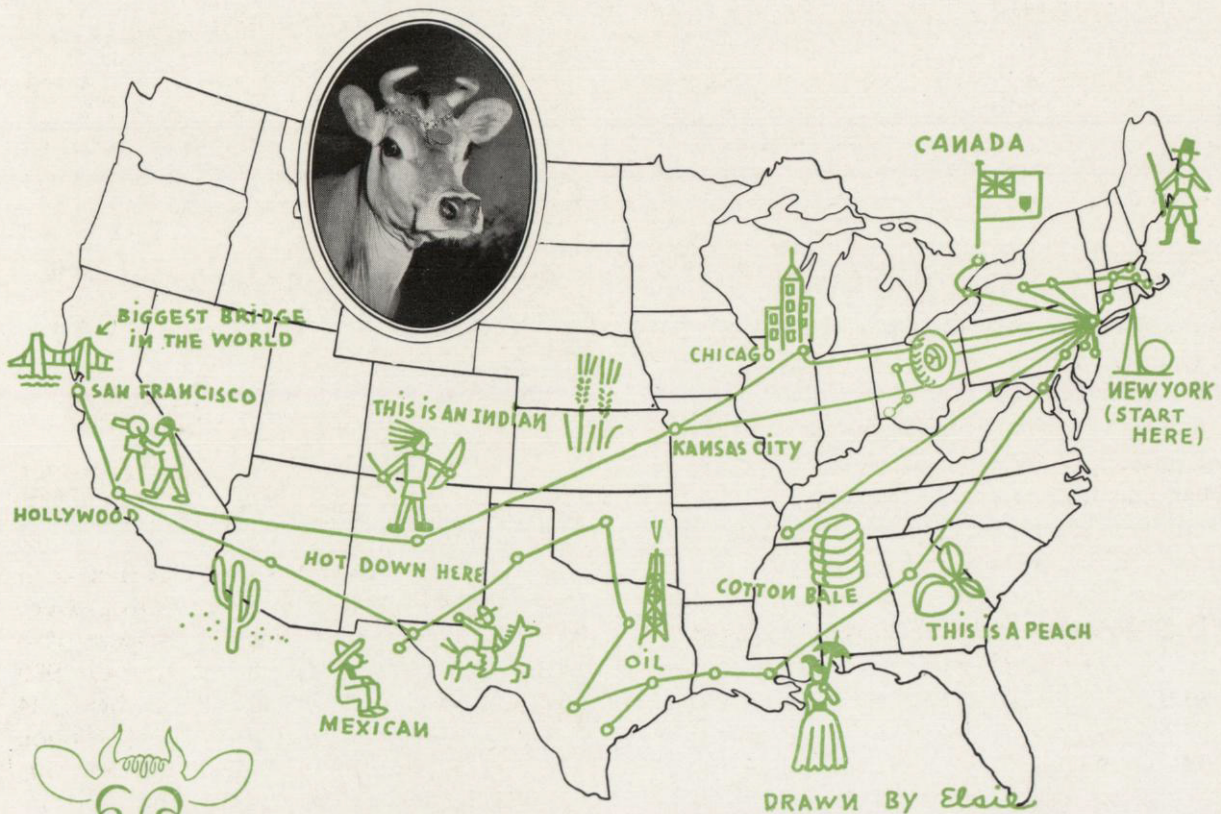 CANADA
BIGGEST BRIDGE
IN THE WORLD
CHICAGO
SAN FRANCISCO
THIS IS AN INDIAN
NEW YORK
(START
HERE)
KANSAS CITY
HOLLYWOOD
HOT DOWN HERE
COTTON BALE
THIS IS A PEACH
OIL
MEXICAN
DRAWN BY Elsie